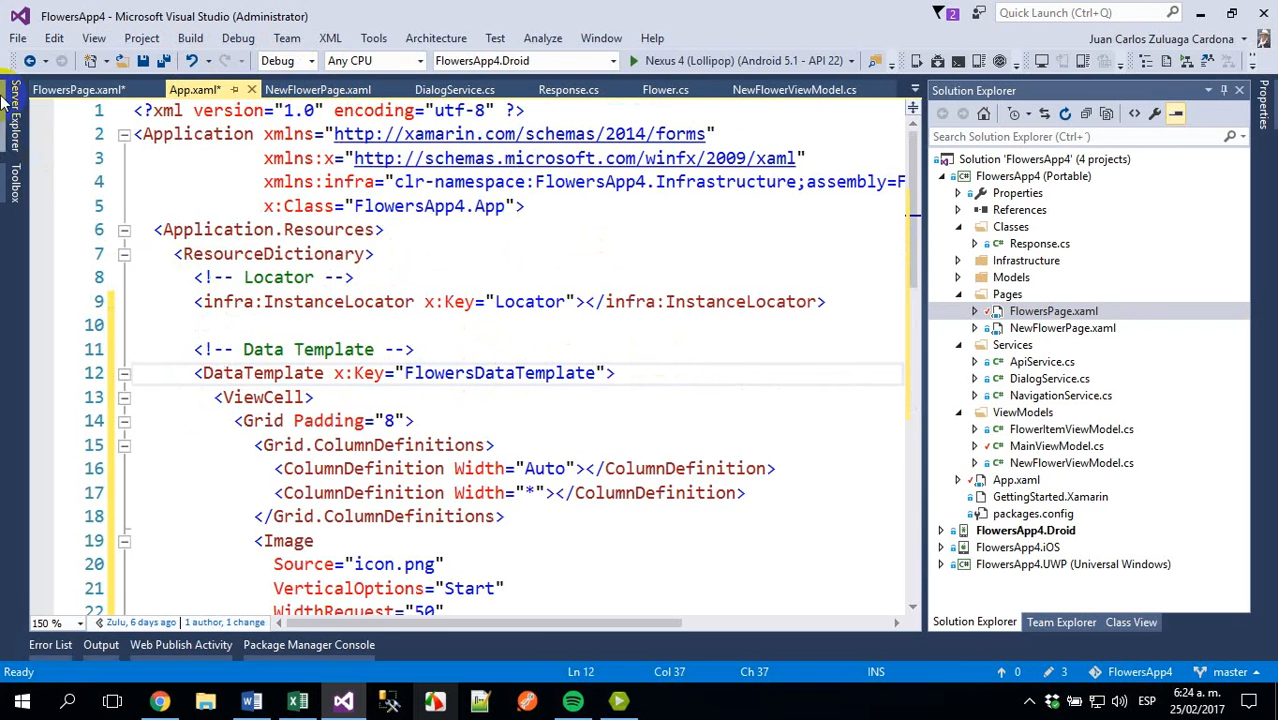 FlowersApp4 - Microsoft Visual Studio (Administrator)
2
Quick Launch (Ctrl+Q)
File Edit View Project Build Debug Team XML Tools Architecture Test Analyze Window Help
Juan Carlos Zuluaga Cardona
Debug Any CPU FlowersApp4.Droid Nexus 4 (Lollipop) (Android 5.1 - API 22)
Server Explorer
Toolbox
FlowersPage.xaml* App.xaml* NewFlowerPage.xaml DialogService.cs Response.cs Flower.cs NewFlowerViewModel.cs
1 <?xml version="1.0" encoding="utf-8" ?>
2 <Application xmlns="http://xamarin.com/schemas/2014/forms"
3 xmlns:x="http://schemas.microsoft.com/winfx/2009/xaml"
4 xmlns:infra="clr-namespace:FlowersApp4.Infrastructure;assembly=F
5 x:Class="FlowersApp4.App">
6 <Application.Resources>
7 <ResourceDictionary>
8 <!-- Locator -->
9 <infra:InstanceLocator x:Key="Locator"></infra:InstanceLocator>
10
11 <!-- Data Template -->
12 <DataTemplate x:Key="FlowersDataTemplate">
13 <ViewCell>
14 <Grid Padding="8">
15 <Grid.ColumnDefinitions>
16 <ColumnDefinition Width="Auto"></ColumnDefinition>
17 <ColumnDefinition Width="*"></ColumnDefinition>
18 </Grid.ColumnDefinitions>
19 <Image
20 Source="icon.png"
21 VerticalOptions="Start"
22 WidthRequest="50"
150 % Zulu, 6 days ago | 1 author, 1 change
Solution Explorer
Search Solution Explorer (Ctrl+´)
Solution 'FlowersApp4' (4 projects)
FlowersApp4 (Portable)
Properties
References
Classes
C# Response.cs
Infrastructure
Models
Pages
FlowersPage.xaml
NewFlowerPage.xaml
Services
C# ApiService.cs
C# DialogService.cs
C# NavigationService.cs
ViewModels
C# FlowerItemViewModel.cs
C# MainViewModel.cs
C# NewFlowerViewModel.cs
App.xaml
GettingStarted.Xamarin
packages.config
FlowersApp4.Droid
FlowersApp4.iOS
FlowersApp4.UWP (Universal Windows)
Solution Explorer Team Explorer Class View
Properties
Error List Output Web Publish Activity Package Manager Console
Ready Ln 12 Col 37 Ch 37 INS 0 3 FlowersApp4 master
ESP
6:24 a. m.
25/02/2017